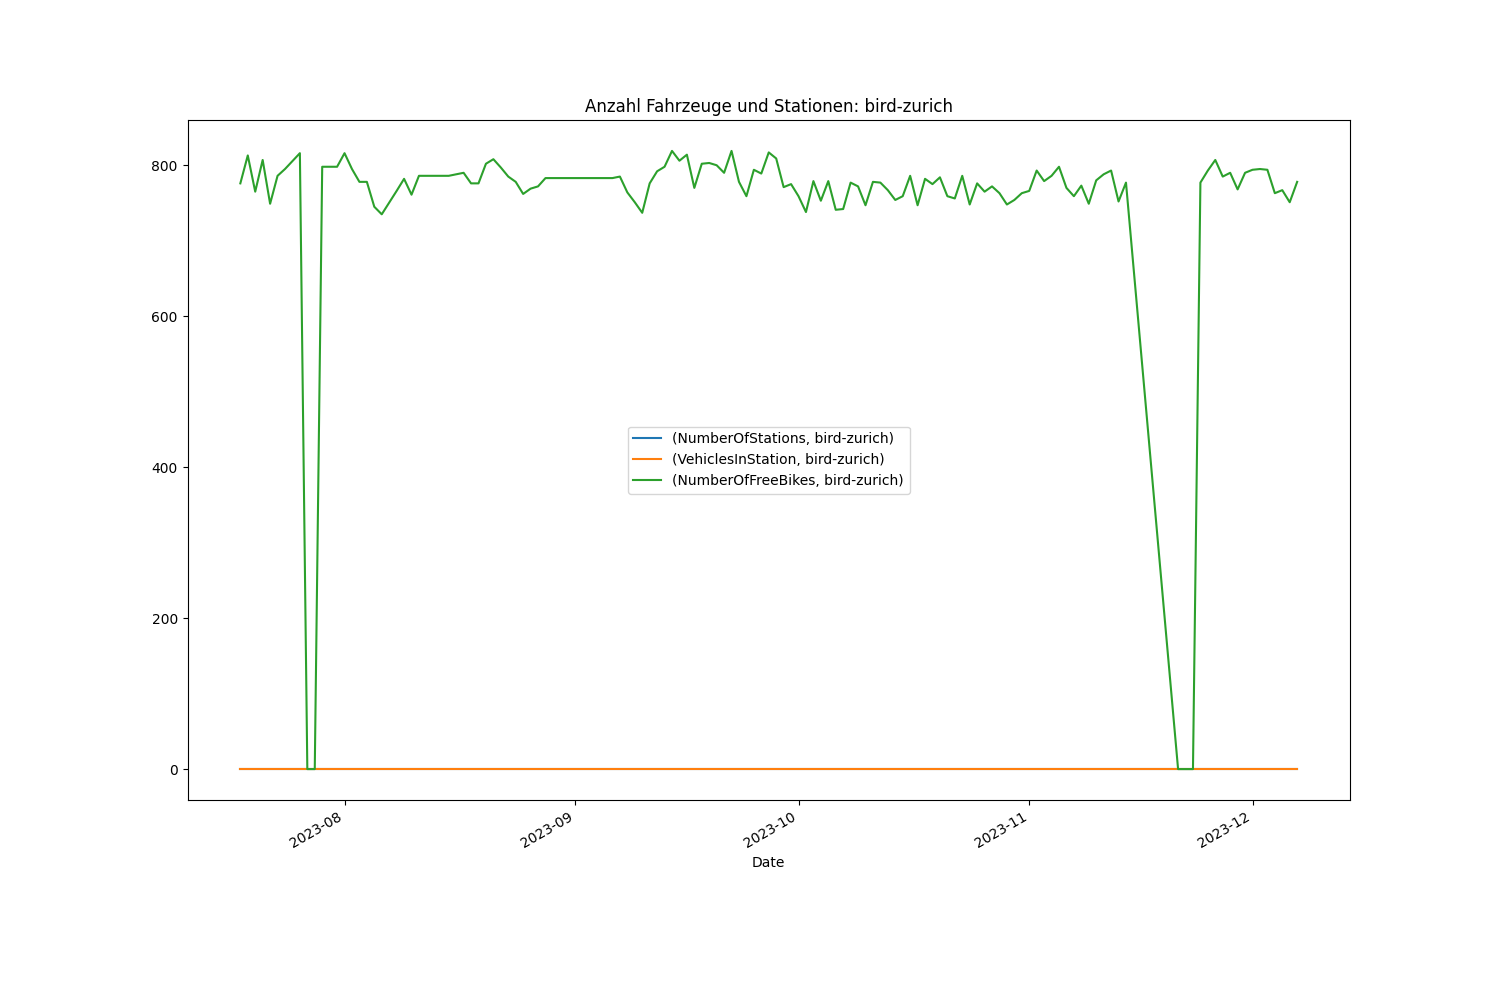 Anzahl Fahrzeuge und Stationen: bird-zurich
800
600
400
200
0
(NumberOfStations, bird-zurich)
(VehiclesInStation, bird-zurich)
(NumberOfFreeBikes, bird-zurich)
2023-08
2023-09
2023-10
2023-11
2023-12
Date